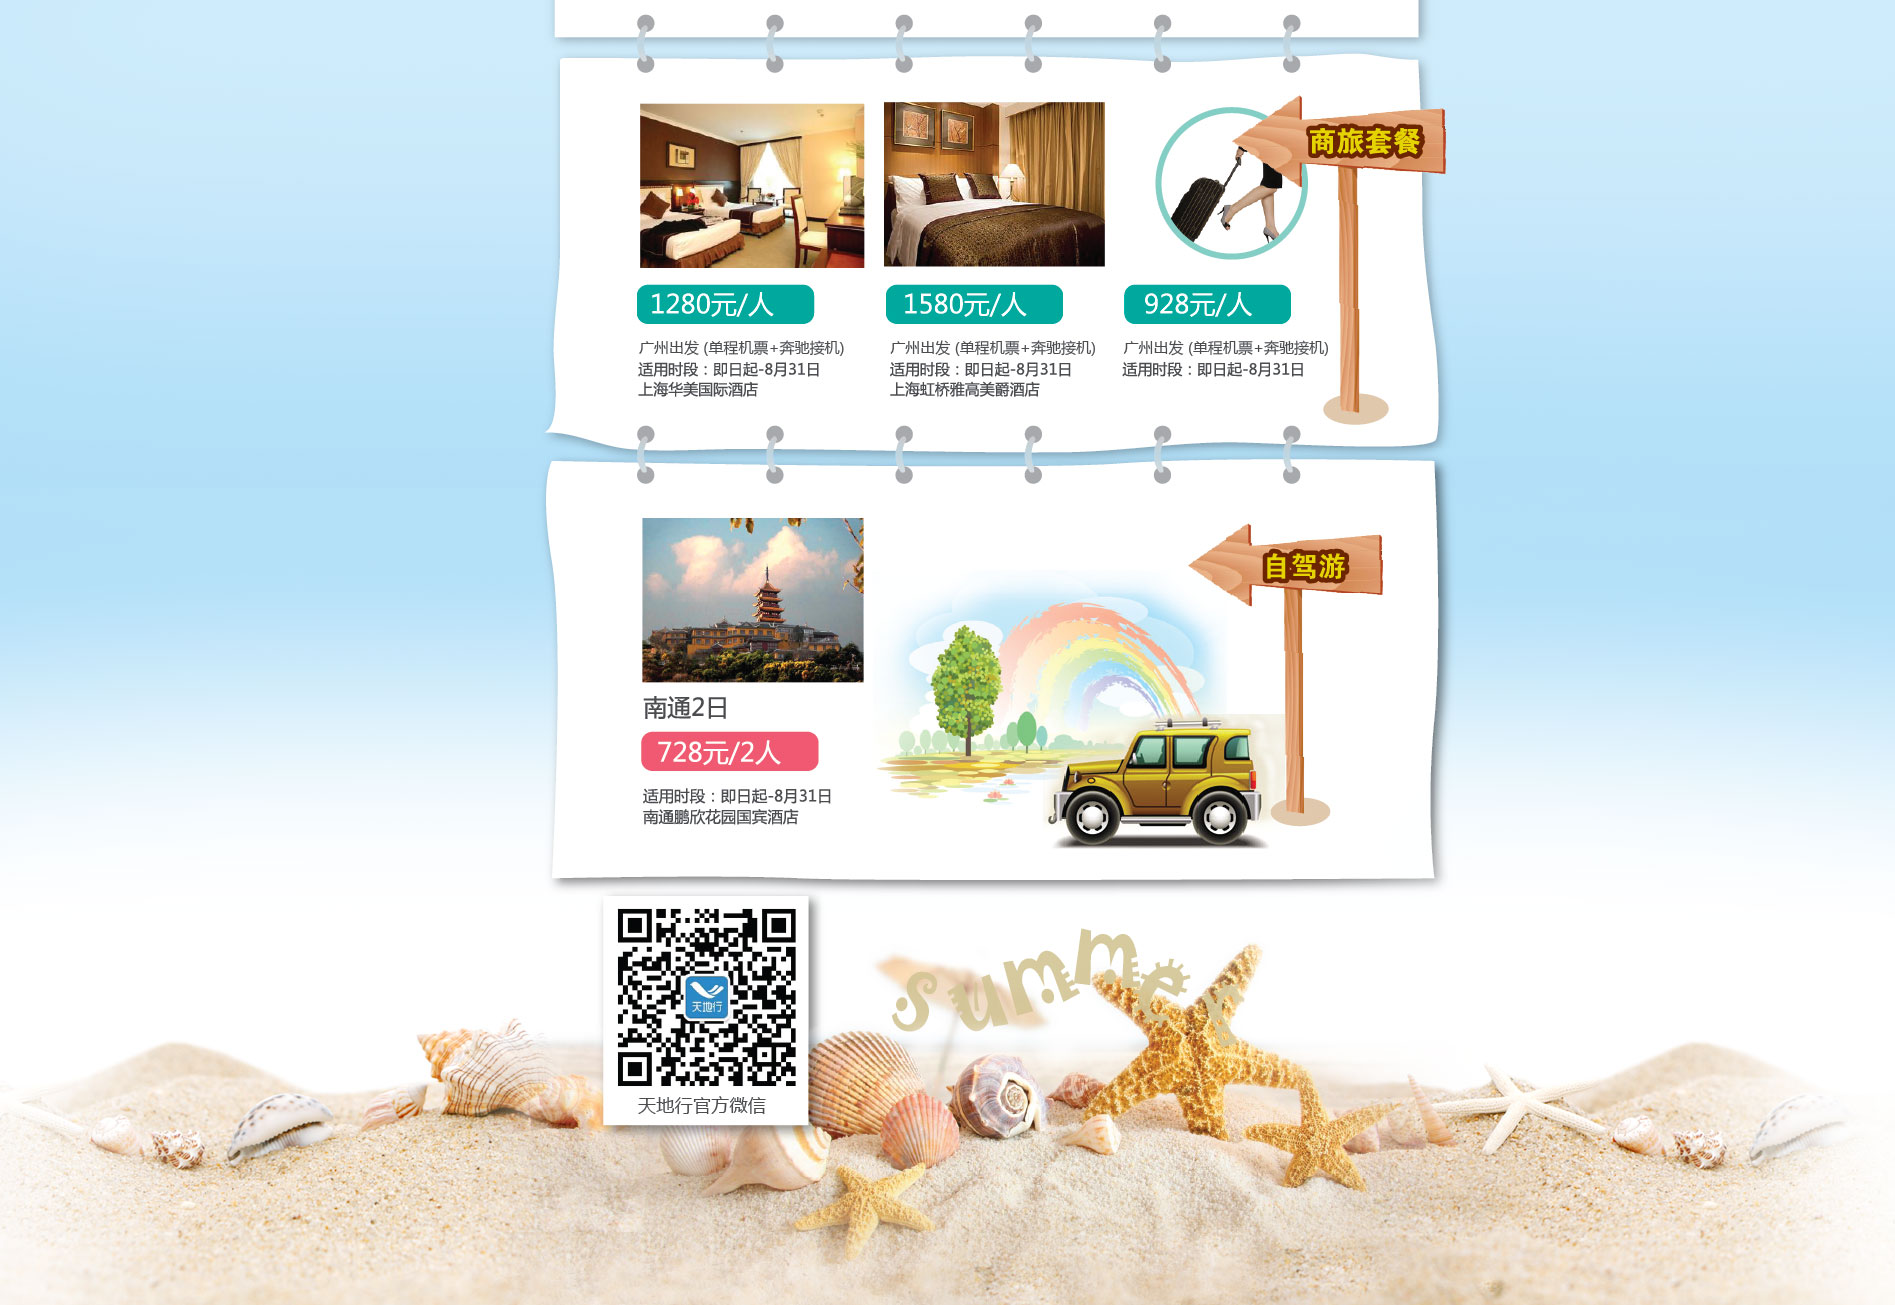 商旅套餐
1280元/人
广州出发 (单程机票+奔驰接机)
适用时段：即日起-8月31日
上海华美国际酒店
1580元/人
广州出发 (单程机票+奔驰接机)
适用时段：即日起-8月31日
上海虹桥雅高美爵酒店
928元/人
广州出发 (单程机票+奔驰接机)
适用时段：即日起-8月31日
自驾游
南通2日
728元/2人
适用时段：即日起-8月31日
南通鹏欣花园国宾酒店
summer
天地行
天地行官方微信